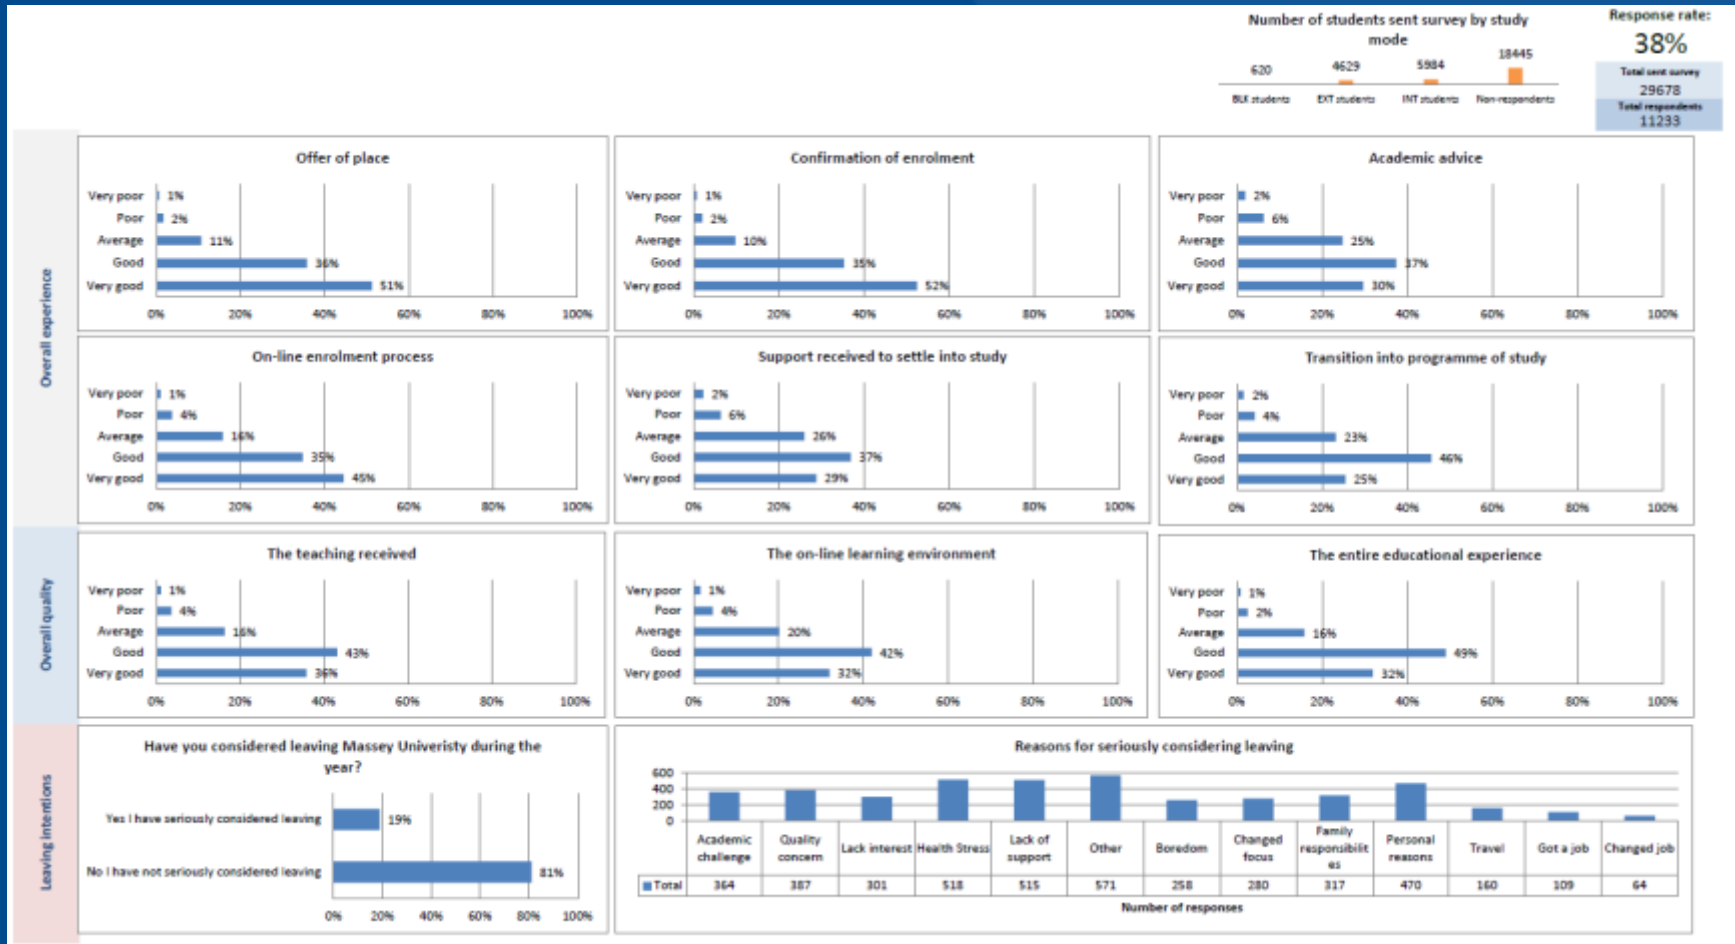 Number of students sent survey by study
mode
620 4629 5984 18445
BLK students EXT students INT students Non-respondents
Response rate:
38%
Total sent survey
29678
Total respondents
11233
Overall experience
Offer of place
Very poor 1%
Poor 2%
Average 11%
Good 36%
Very good 51%
0% 20% 40% 60% 80% 100%
Confirmation of enrolment
Very poor 1%
Poor 2%
Average 10%
Good 35%
Very good 52%
0% 20% 40% 60% 80% 100%
Academic advice
Very poor 2%
Poor 6%
Average 25%
Good 37%
Very good 30%
0% 20% 40% 60% 80% 100%
On-line enrolment process
Very poor 1%
Poor 4%
Average 16%
Good 35%
Very good 45%
0% 20% 40% 60% 80% 100%
Support received to settle into study
Very poor 2%
Poor 6%
Average 26%
Good 37%
Very good 29%
0% 20% 40% 60% 80% 100%
Transition into programme of study
Very poor 2%
Poor 4%
Average 23%
Good 46%
Very good 25%
0% 20% 40% 60% 80% 100%
Overall quality
The teaching received
Very poor 1%
Poor 4%
Average 16%
Good 43%
Very good 36%
0% 20% 40% 60% 80% 100%
The on-line learning environment
Very poor 1%
Poor 4%
Average 20%
Good 42%
Very good 32%
0% 20% 40% 60% 80% 100%
The entire educational experience
Very poor 1%
Poor 2%
Average 16%
Good 49%
Very good 32%
0% 20% 40% 60% 80% 100%
Leaving intentions
Have you considered leaving Massey Univeristy during the
year?
Yes I have seriously considered leaving 19%
No I have not seriously considered leaving 81%
0% 20% 40% 60% 80% 100%
Reasons for seriously considering leaving
600
400
200
0
Academic
challenge
Quality
concern
Lack interest
Health Stress
Lack of
support
Other
Boredom
Changed
focus
Family
responsibilit
es
Personal
reasons
Travel
Got a job
Changed job
Total 364 387 301 518 515 571 258 280 317 470 160 109 64
Number of responses